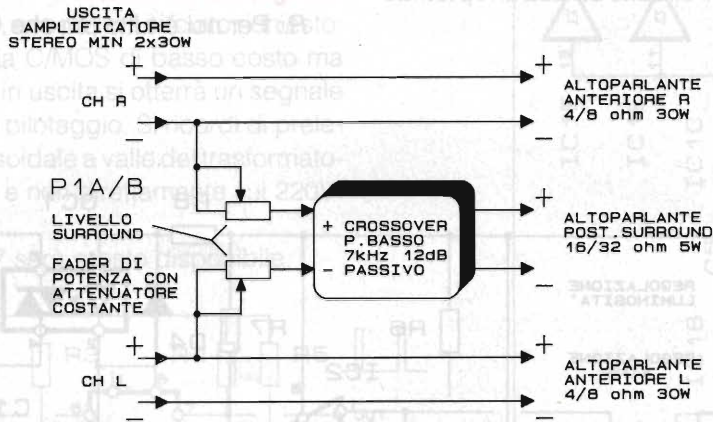 USCITA
AMPLIFICATORE
STEREO MIN 2x30W
+
CH R
−
P1A/B
LIVELLO
SURROUND
FADER DI
POTENZA CON
ATTENUATORE
COSTANTE
+
CH L
−
+ CROSSOVER
P.BASSO
7kHz 12dB
− PASSIVO
+
ALTOPARLANTE
ANTERIORE R
4/8 ohm 30W
−
+
ALTOPARLANTE
POST.SURROUND
16/32 ohm 5W
−
+
ALTOPARLANTE
ANTERIORE L
4/8 ohm 30W
−